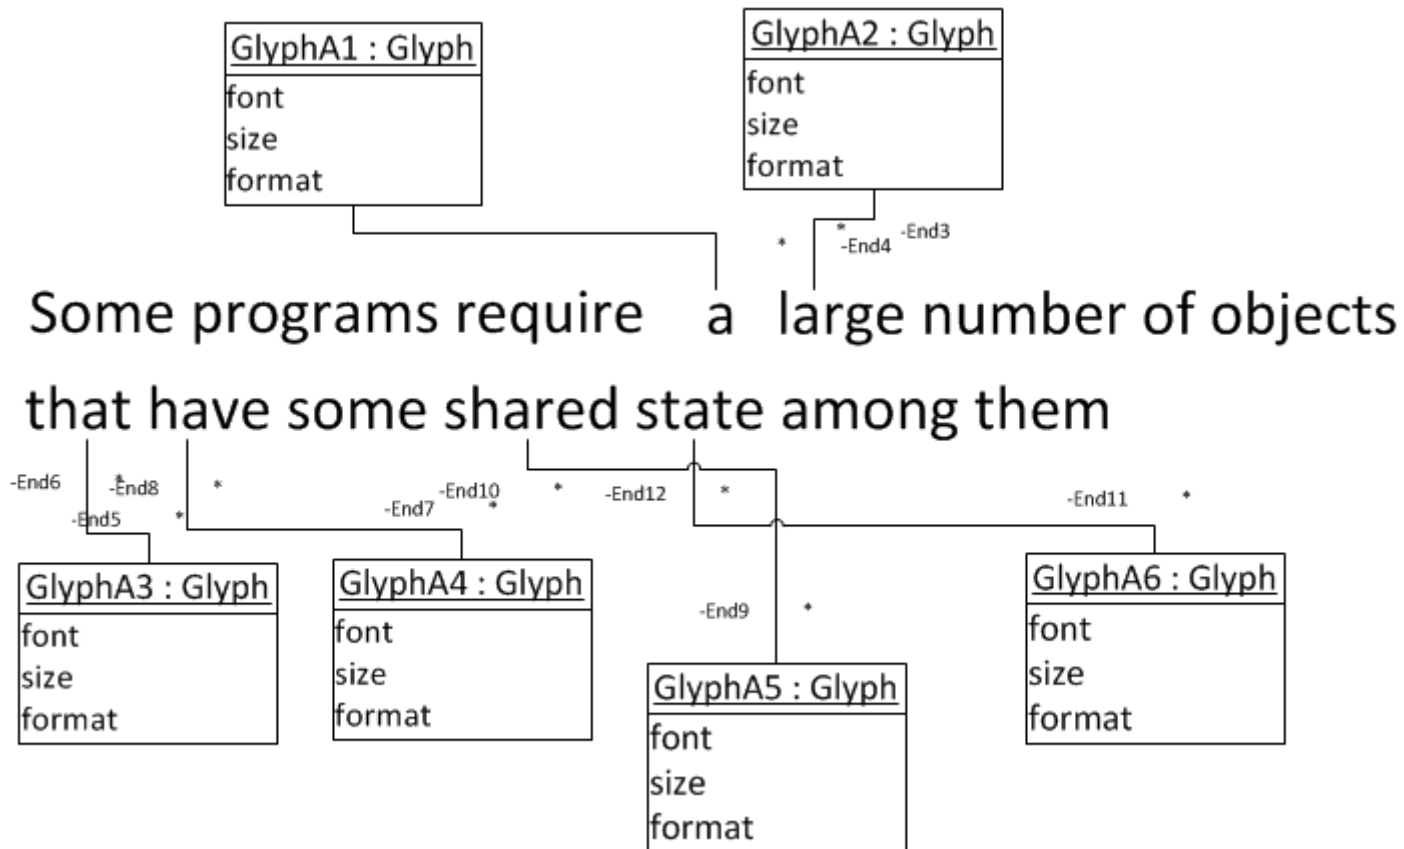 GlyphA1 : Glyph
font
size
format
GlyphA2 : Glyph
font
size
format
* * -End4 -End3
Some programs require a large number of objects
that have some shared state among them
-End6 * -End8 * -End10 * -End12 * -End11 *
-End5 * -End7 *
GlyphA3 : Glyph
font
size
format
GlyphA4 : Glyph
font
size
format
-End9 *
GlyphA5 : Glyph
font
size
format
GlyphA6 : Glyph
font
size
format